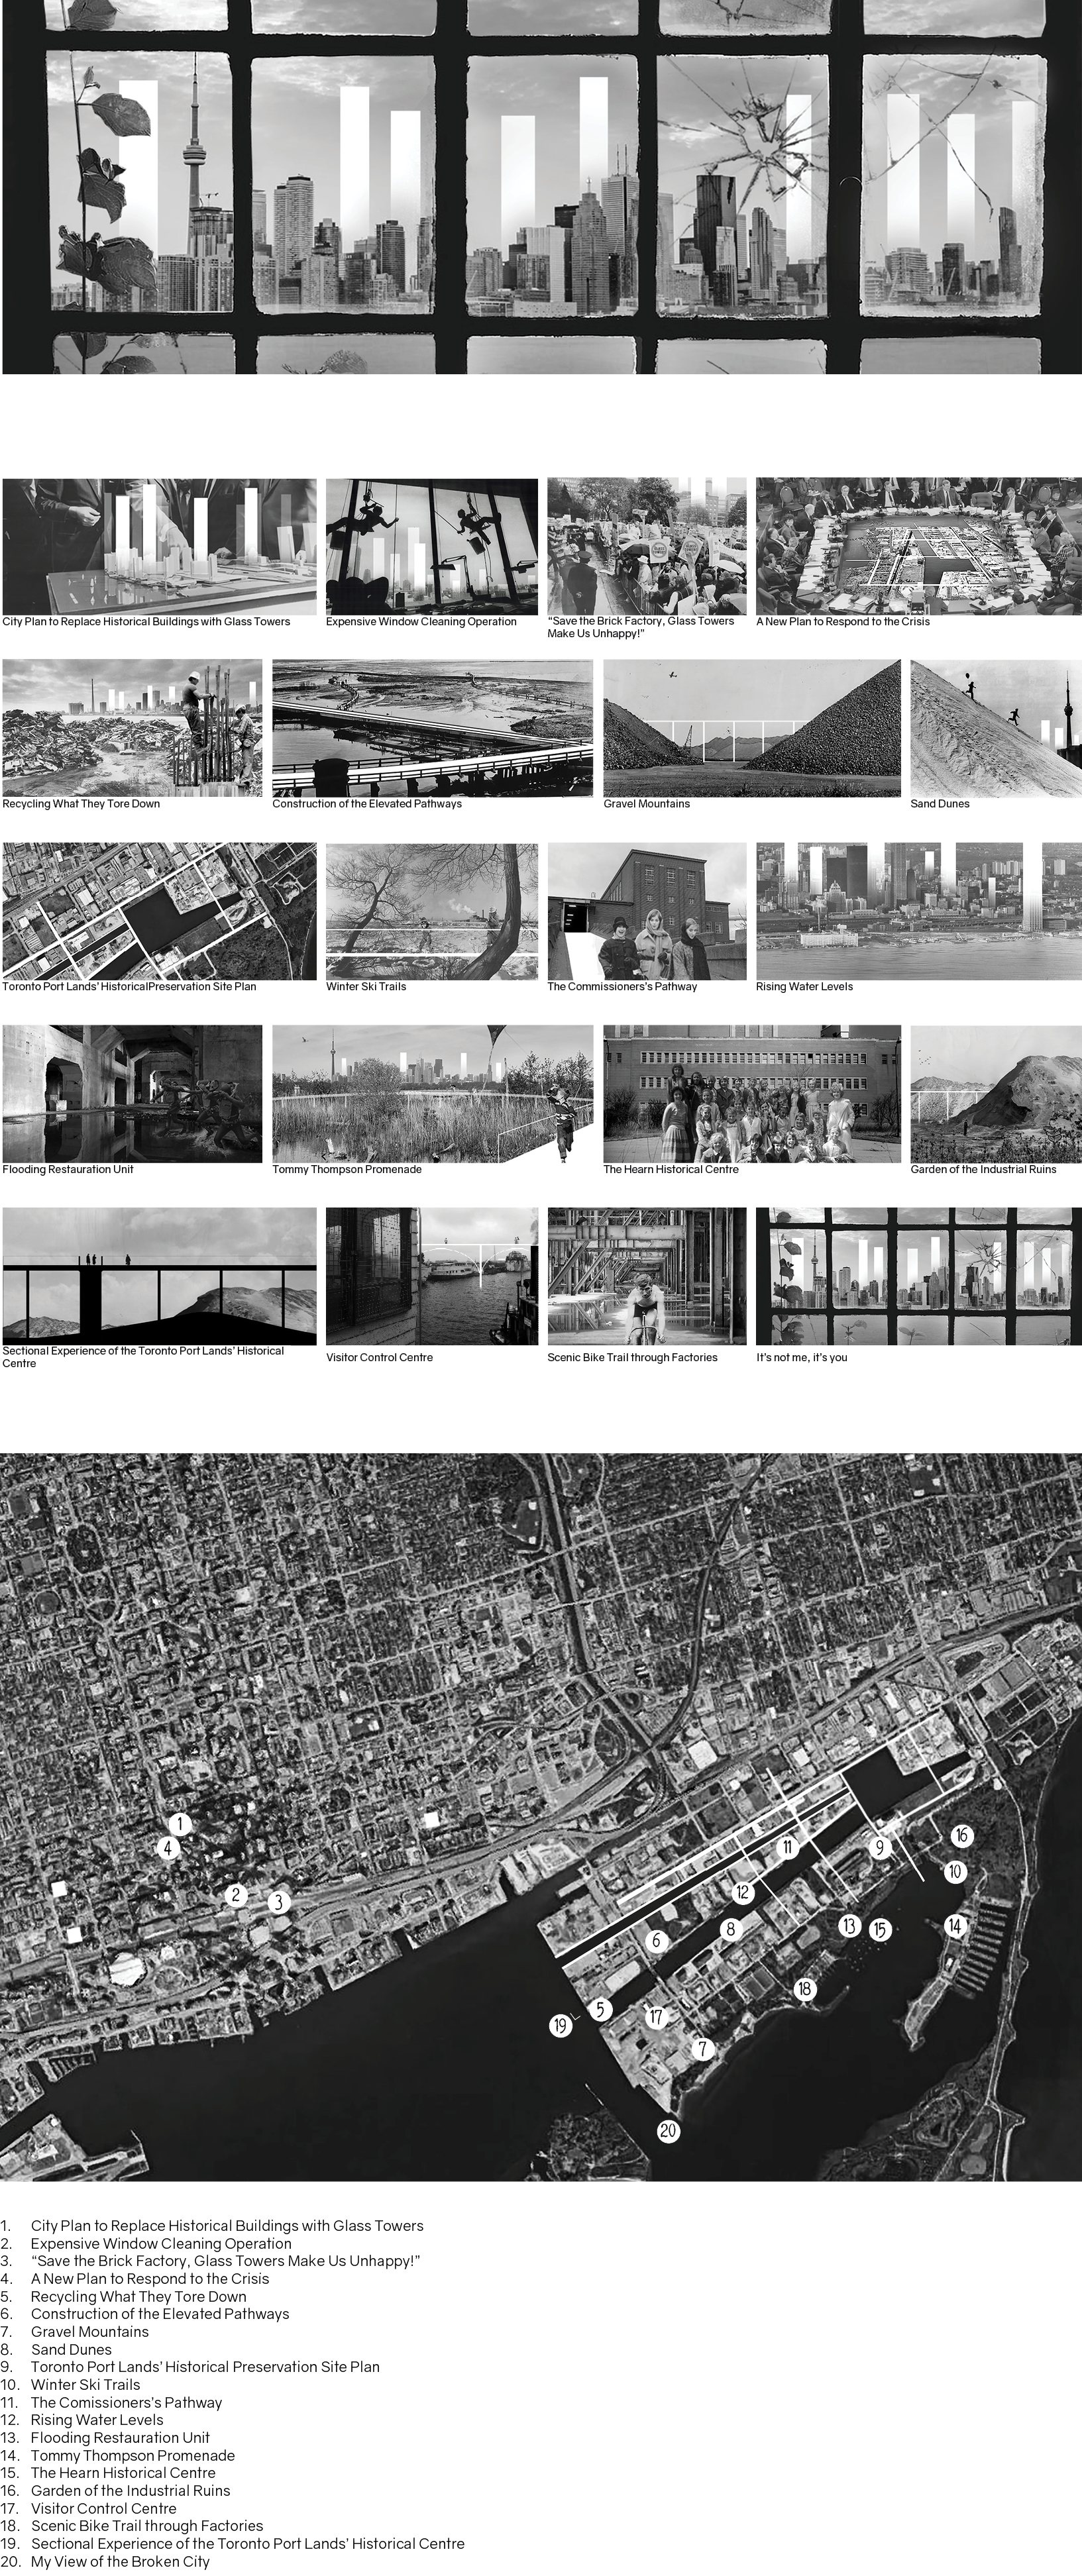 City Plan to Replace Historical Buildings with Glass Towers
Expensive Window Cleaning Operation
“Save the Brick Factory, Glass Towers
Make Us Unhappy!”
A New Plan to Respond to the Crisis
Recycling What They Tore Down
Construction of the Elevated Pathways
Gravel Mountains
Sand Dunes
Toronto Port Lands’ HistoricalPreservation Site Plan
Winter Ski Trails
The Commissioners’s Pathway
Rising Water Levels
Flooding Restauration Unit
Tommy Thompson Promenade
The Hearn Historical Centre
Garden of the Industrial Ruins
Sectional Experience of the Toronto Port Lands’ Historical
Centre
Visitor Control Centre
Scenic Bike Trail through Factories
It’s not me, it’s you
1
4
2
3
16
11
9
10
12
13
15
14
8
6
18
5
17
19
7
20
1. City Plan to Replace Historical Buildings with Glass Towers
2. Expensive Window Cleaning Operation
3. “Save the Brick Factory, Glass Towers Make Us Unhappy!”
4. A New Plan to Respond to the Crisis
5. Recycling What They Tore Down
6. Construction of the Elevated Pathways
7. Gravel Mountains
8. Sand Dunes
9. Toronto Port Lands’ Historical Preservation Site Plan
10. Winter Ski Trails
11. The Comissioners’s Pathway
12. Rising Water Levels
13. Flooding Restauration Unit
14. Tommy Thompson Promenade
15. The Hearn Historical Centre
16. Garden of the Industrial Ruins
17. Visitor Control Centre
18. Scenic Bike Trail through Factories
19. Sectional Experience of the Toronto Port Lands’ Historical Centre
20. My View of the Broken City